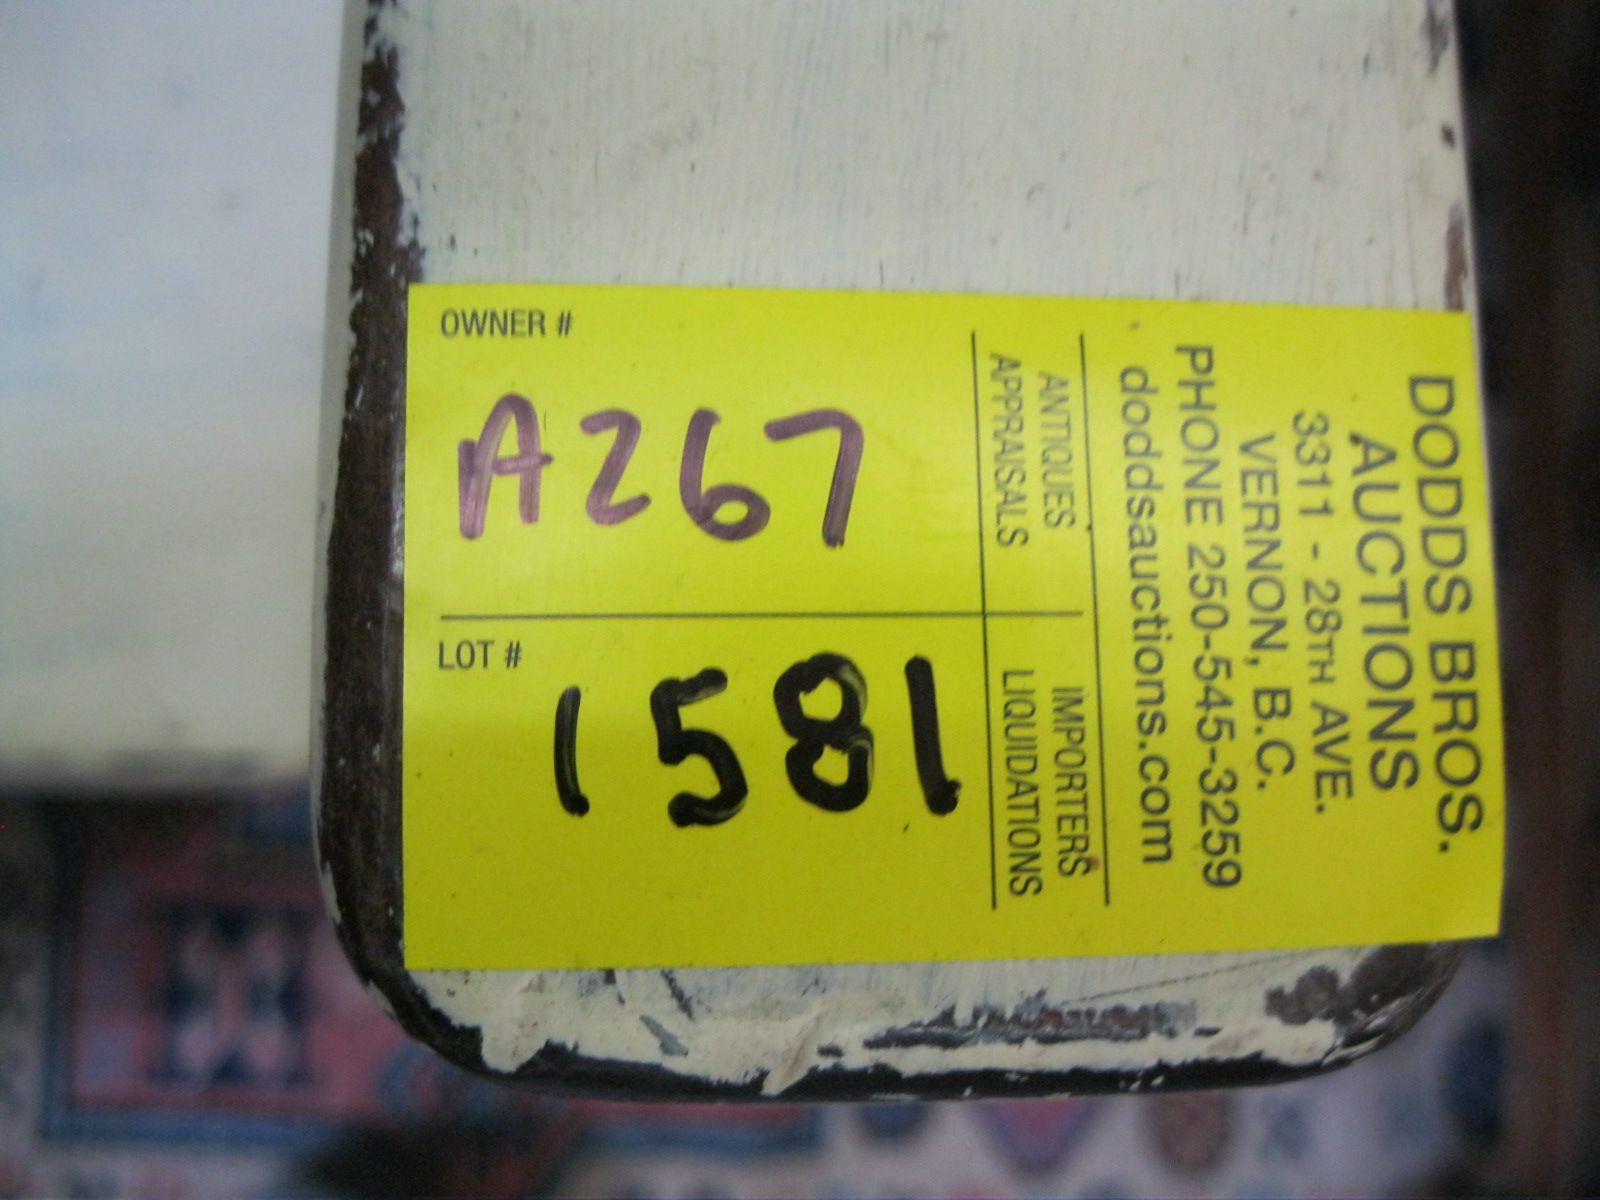 DODDS BROS.
AUCTIONS
3311 - 28TH AVE.
VERNON, B.C.
PHONE 250-545-3259
doddsauctions.com
ANTIQUES
APPRAISALS
IMPORTERS
LIQUIDATIONS
OWNER #
A267
LOT #
1581